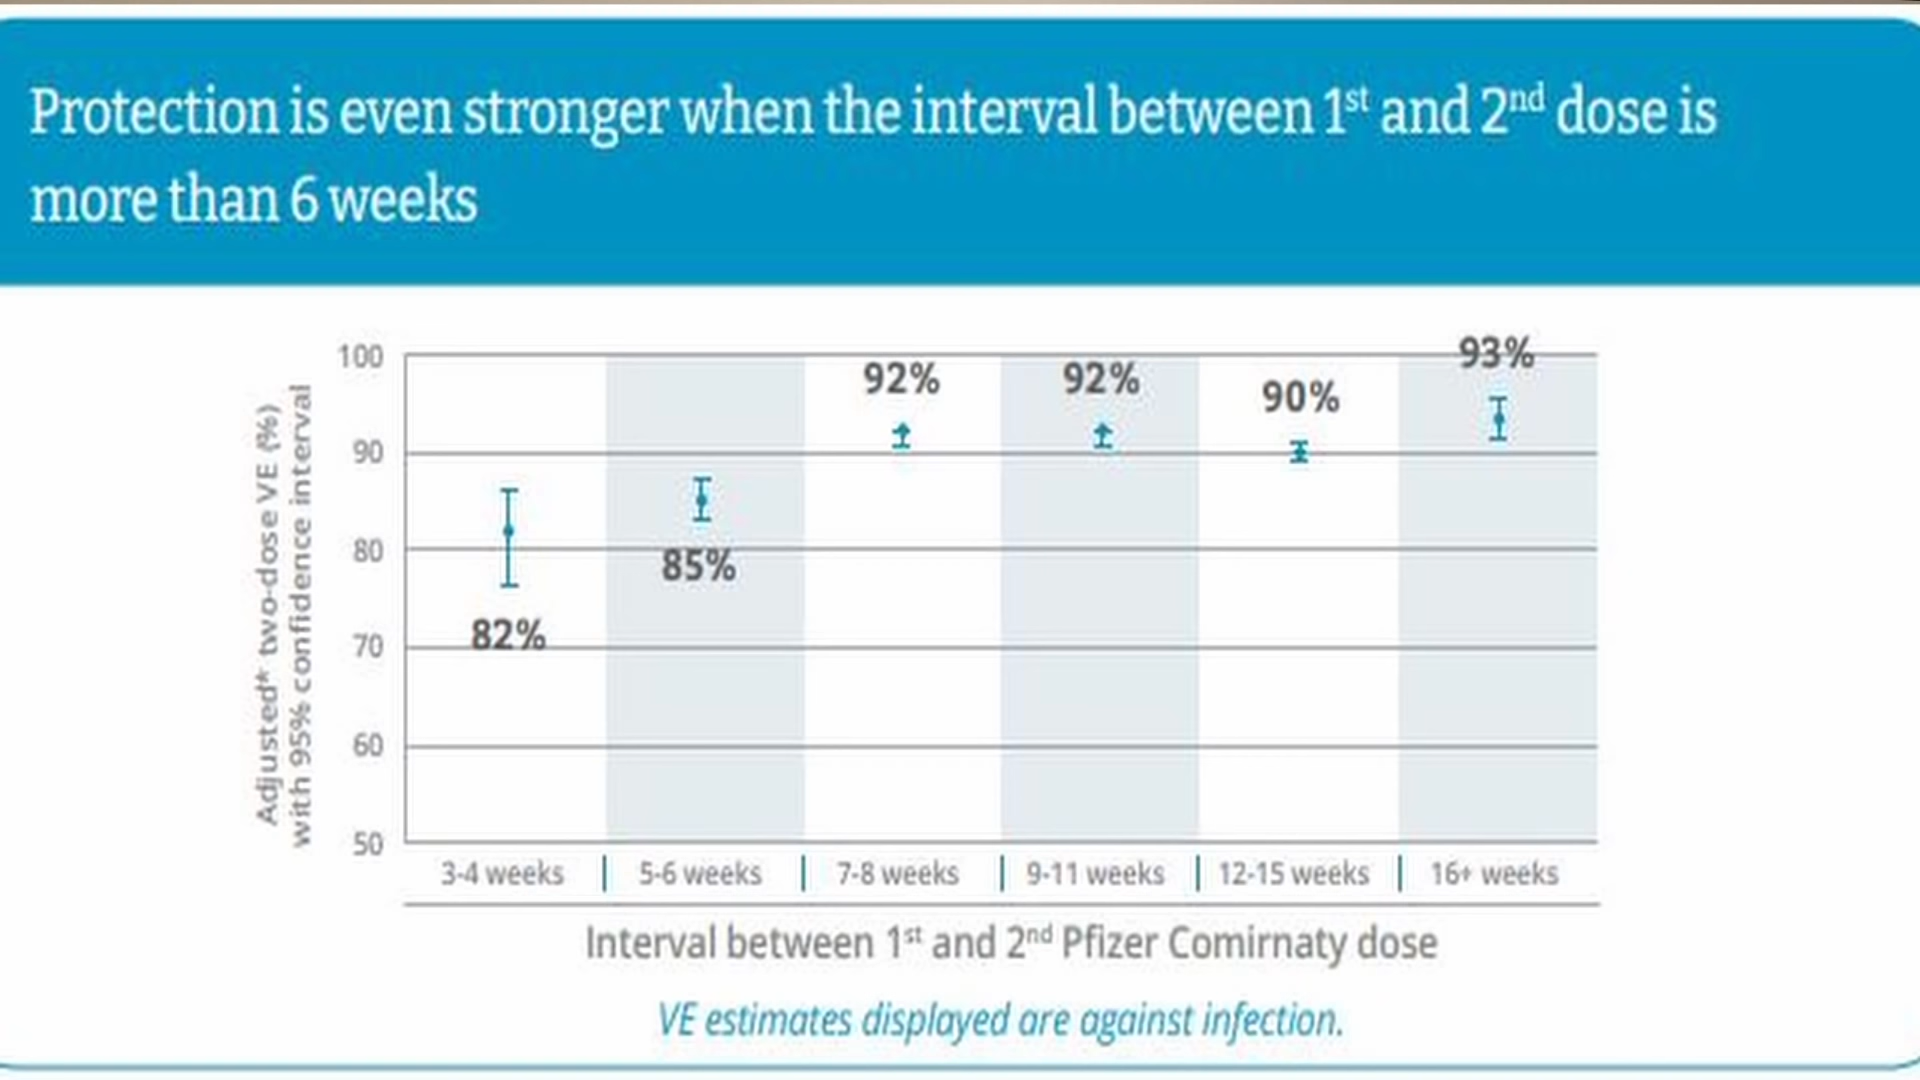 Protection is even stronger when the interval between 1st and 2nd dose is
more than 6 weeks
Adjusted* two-dose VE (%)
with 95% confidence interval
100
90
80
70
60
50
82%
85%
92%
92%
90%
93%
3-4 weeks
5-6 weeks
7-8 weeks
9-11 weeks
12-15 weeks
16+ weeks
Interval between 1st and 2nd Pfizer Comirnaty dose
VE estimates displayed are against infection.